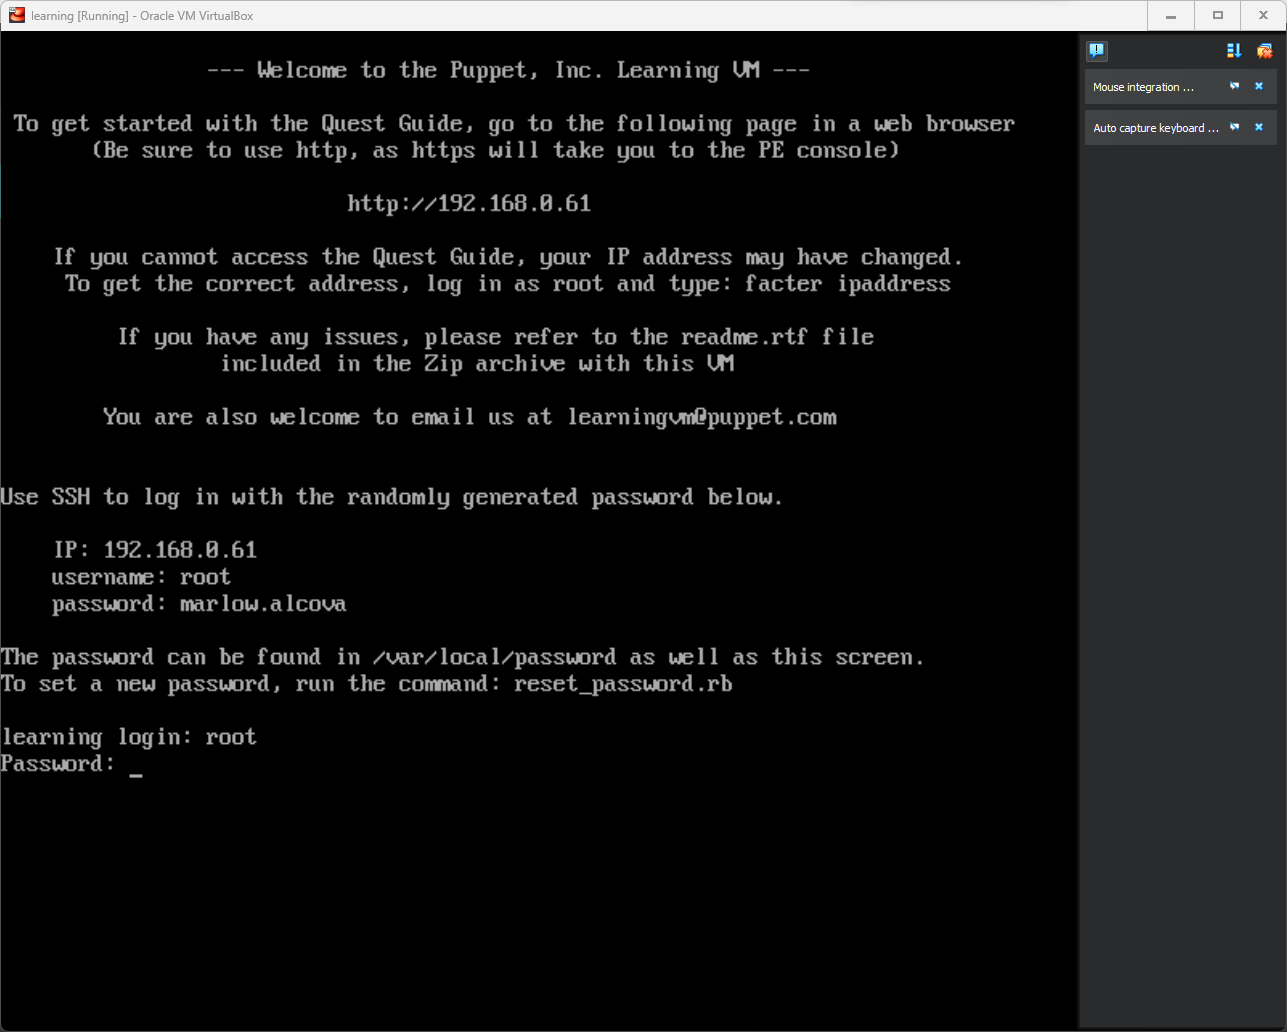 learning [Running] - Oracle VM VirtualBox
--- Welcome to the Puppet, Inc. Learning VM ---
To get started with the Quest Guide, go to the following page in a web browser
(Be sure to use http, as https will take you to the PE console)
http://192.168.0.61
If you cannot access the Quest Guide, your IP address may have changed.
To get the correct address, log in as root and type: facter ipaddress
If you have any issues, please refer to the readme.rtf file
included in the Zip archive with this VM
You are also welcome to email us at learningvm@puppet.com
Use SSH to log in with the randomly generated password below.
IP: 192.168.0.61
username: root
password: marlow.alcova
The password can be found in /var/local/password as well as this screen.
To set a new password, run the command: reset_password.rb
learning login: root
Password: _
Mouse integration ...
Auto capture keyboard ...